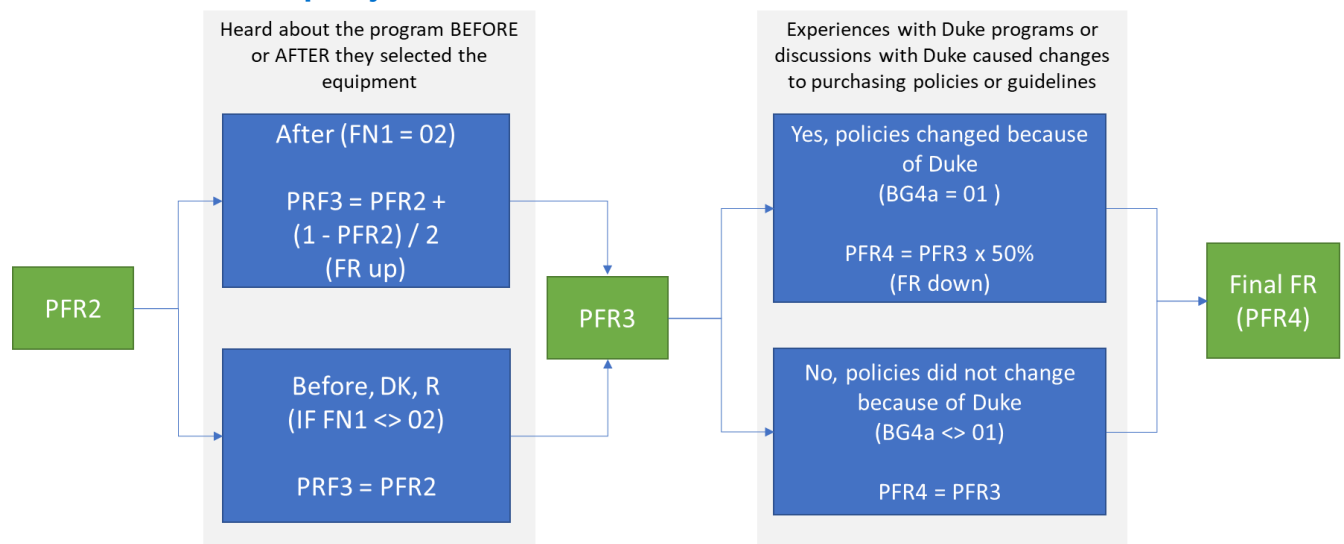 Heard about the program BEFORE
or AFTER they selected the
equipment
Experiences with Duke programs or
discussions with Duke caused changes
to purchasing policies or guidelines
PFR2
After (FN1 = 02)
PRF3 = PFR2 +
(1 - PFR2) / 2
(FR up)
Before, DK, R
(IF FN1 <> 02)
PRF3 = PFR2
PFR3
Yes, policies changed because
of Duke
(BG4a = 01 )
PFR4 = PFR3 x 50%
(FR down)
No, policies did not change
because of Duke
(BG4a <> 01)
PFR4 = PFR3
Final FR
(PFR4)